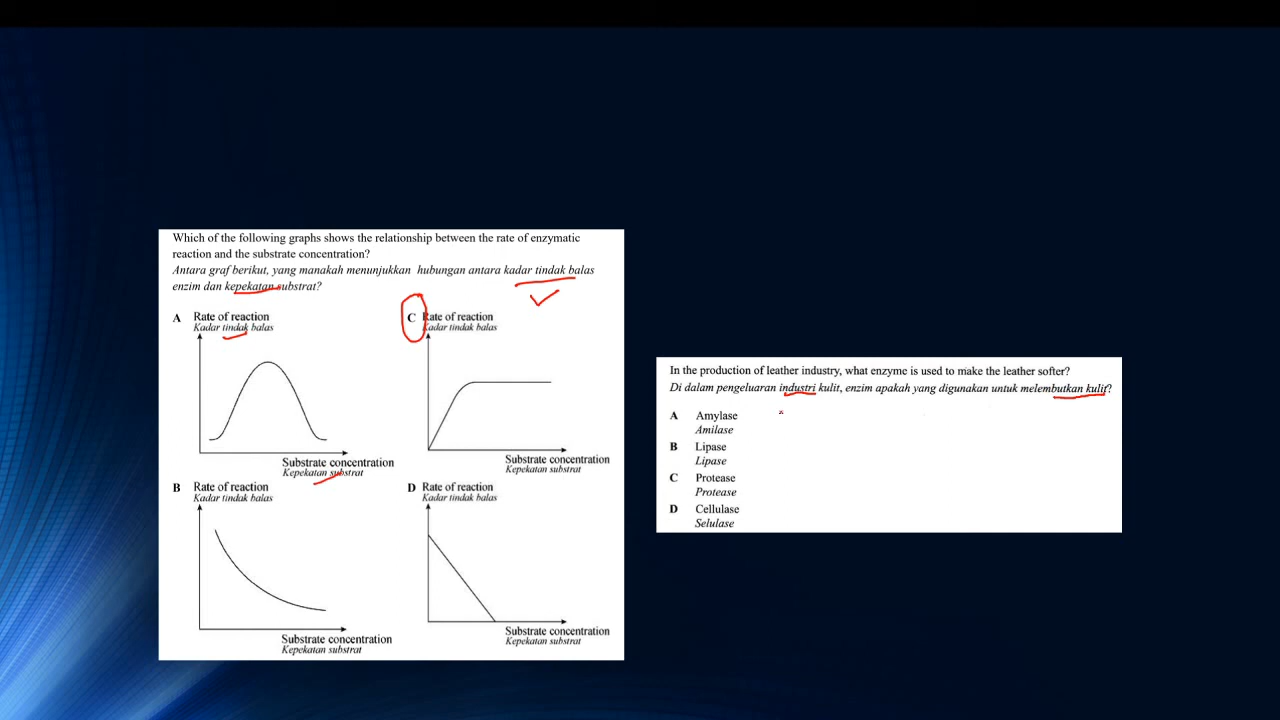 Which of the following graphs shows the relationship between the rate of enzymatic
reaction and the substrate concentration?
Antara graf berikut, yang manakah menunjukkan hubungan antara kadar tindak balas
enzim dan kepekatan substrat?
A Rate of reaction
Kadar tindak balas
Substrate concentration
Kepekatan substrat
B Rate of reaction
Kadar tindak balas
Substrate concentration
Kepekatan substrat
C Rate of reaction
Kadar tindak balas
Substrate concentration
Kepekatan substrat
D Rate of reaction
Kadar tindak balas
Substrate concentration
Kepekatan substrat
In the production of leather industry, what enzyme is used to make the leather softer?
Di dalam pengeluaran industri kulit, enzim apakah yang digunakan untuk melembutkan kulit?
A Amylase
Amilase
B Lipase
Lipase
C Protease
Protease
D Cellulase
Selulase